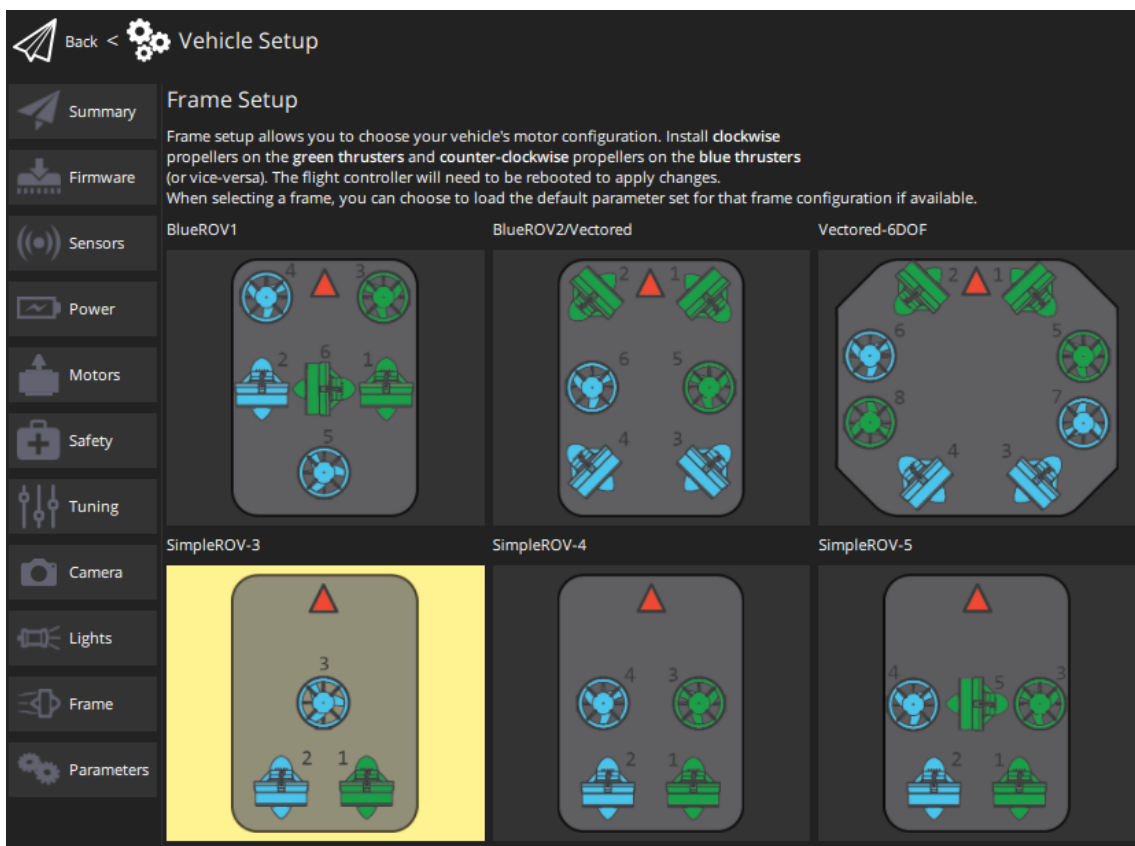 Back < Vehicle Setup
Summary
Firmware
Sensors
Power
Motors
Safety
Tuning
Camera
Lights
Frame
Parameters
Frame Setup
Frame setup allows you to choose your vehicle's motor configuration. Install clockwise
propellers on the green thrusters and counter-clockwise propellers on the blue thrusters
(or vice-versa). The flight controller will need to be rebooted to apply changes.
When selecting a frame, you can choose to load the default parameter set for that frame configuration if available.
BlueROV1
4 3
2 6 1
5
BlueROV2/Vectored
2 1
6 5
4 3
Vectored-6DOF
2 1
6 5
8 7
4 3
SimpleROV-3
3
2 1
SimpleROV-4
4 3
2 1
SimpleROV-5
4 5 3
2 1